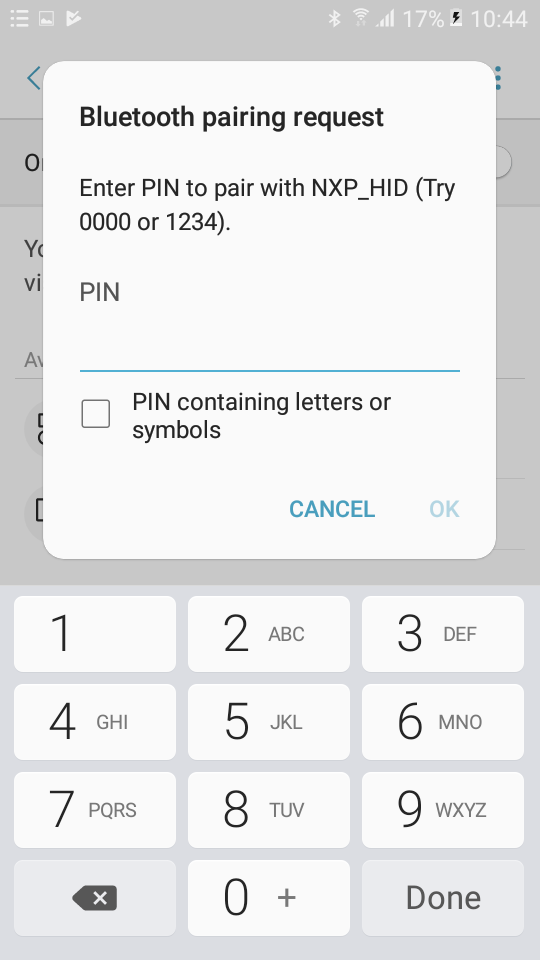 17% 10:44
Bluetooth pairing request
Enter PIN to pair with NXP_HID (Try
0000 or 1234).
PIN
PIN containing letters or
symbols
CANCEL OK
1
2 ABC
3 DEF
4 GHI
5 JKL
6 MNO
7 PQRS
8 TUV
9 WXYZ
0 +
Done